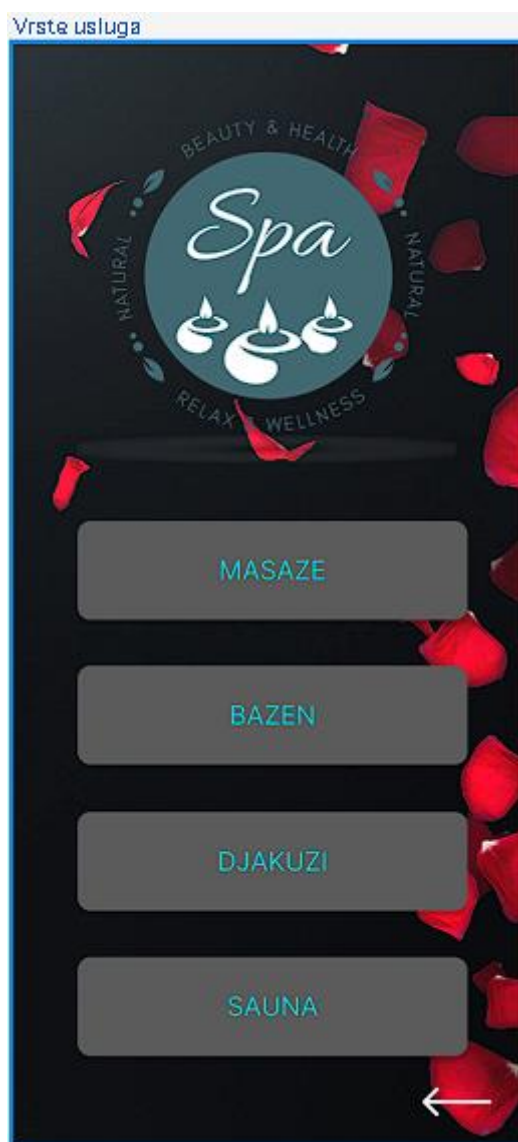 Vrste usluga
BEAUTY & HEALTH
NATURAL
Spa
NATURAL
RELAX & WELLNESS
MASAZE
BAZEN
DJAKUZI
SAUNA